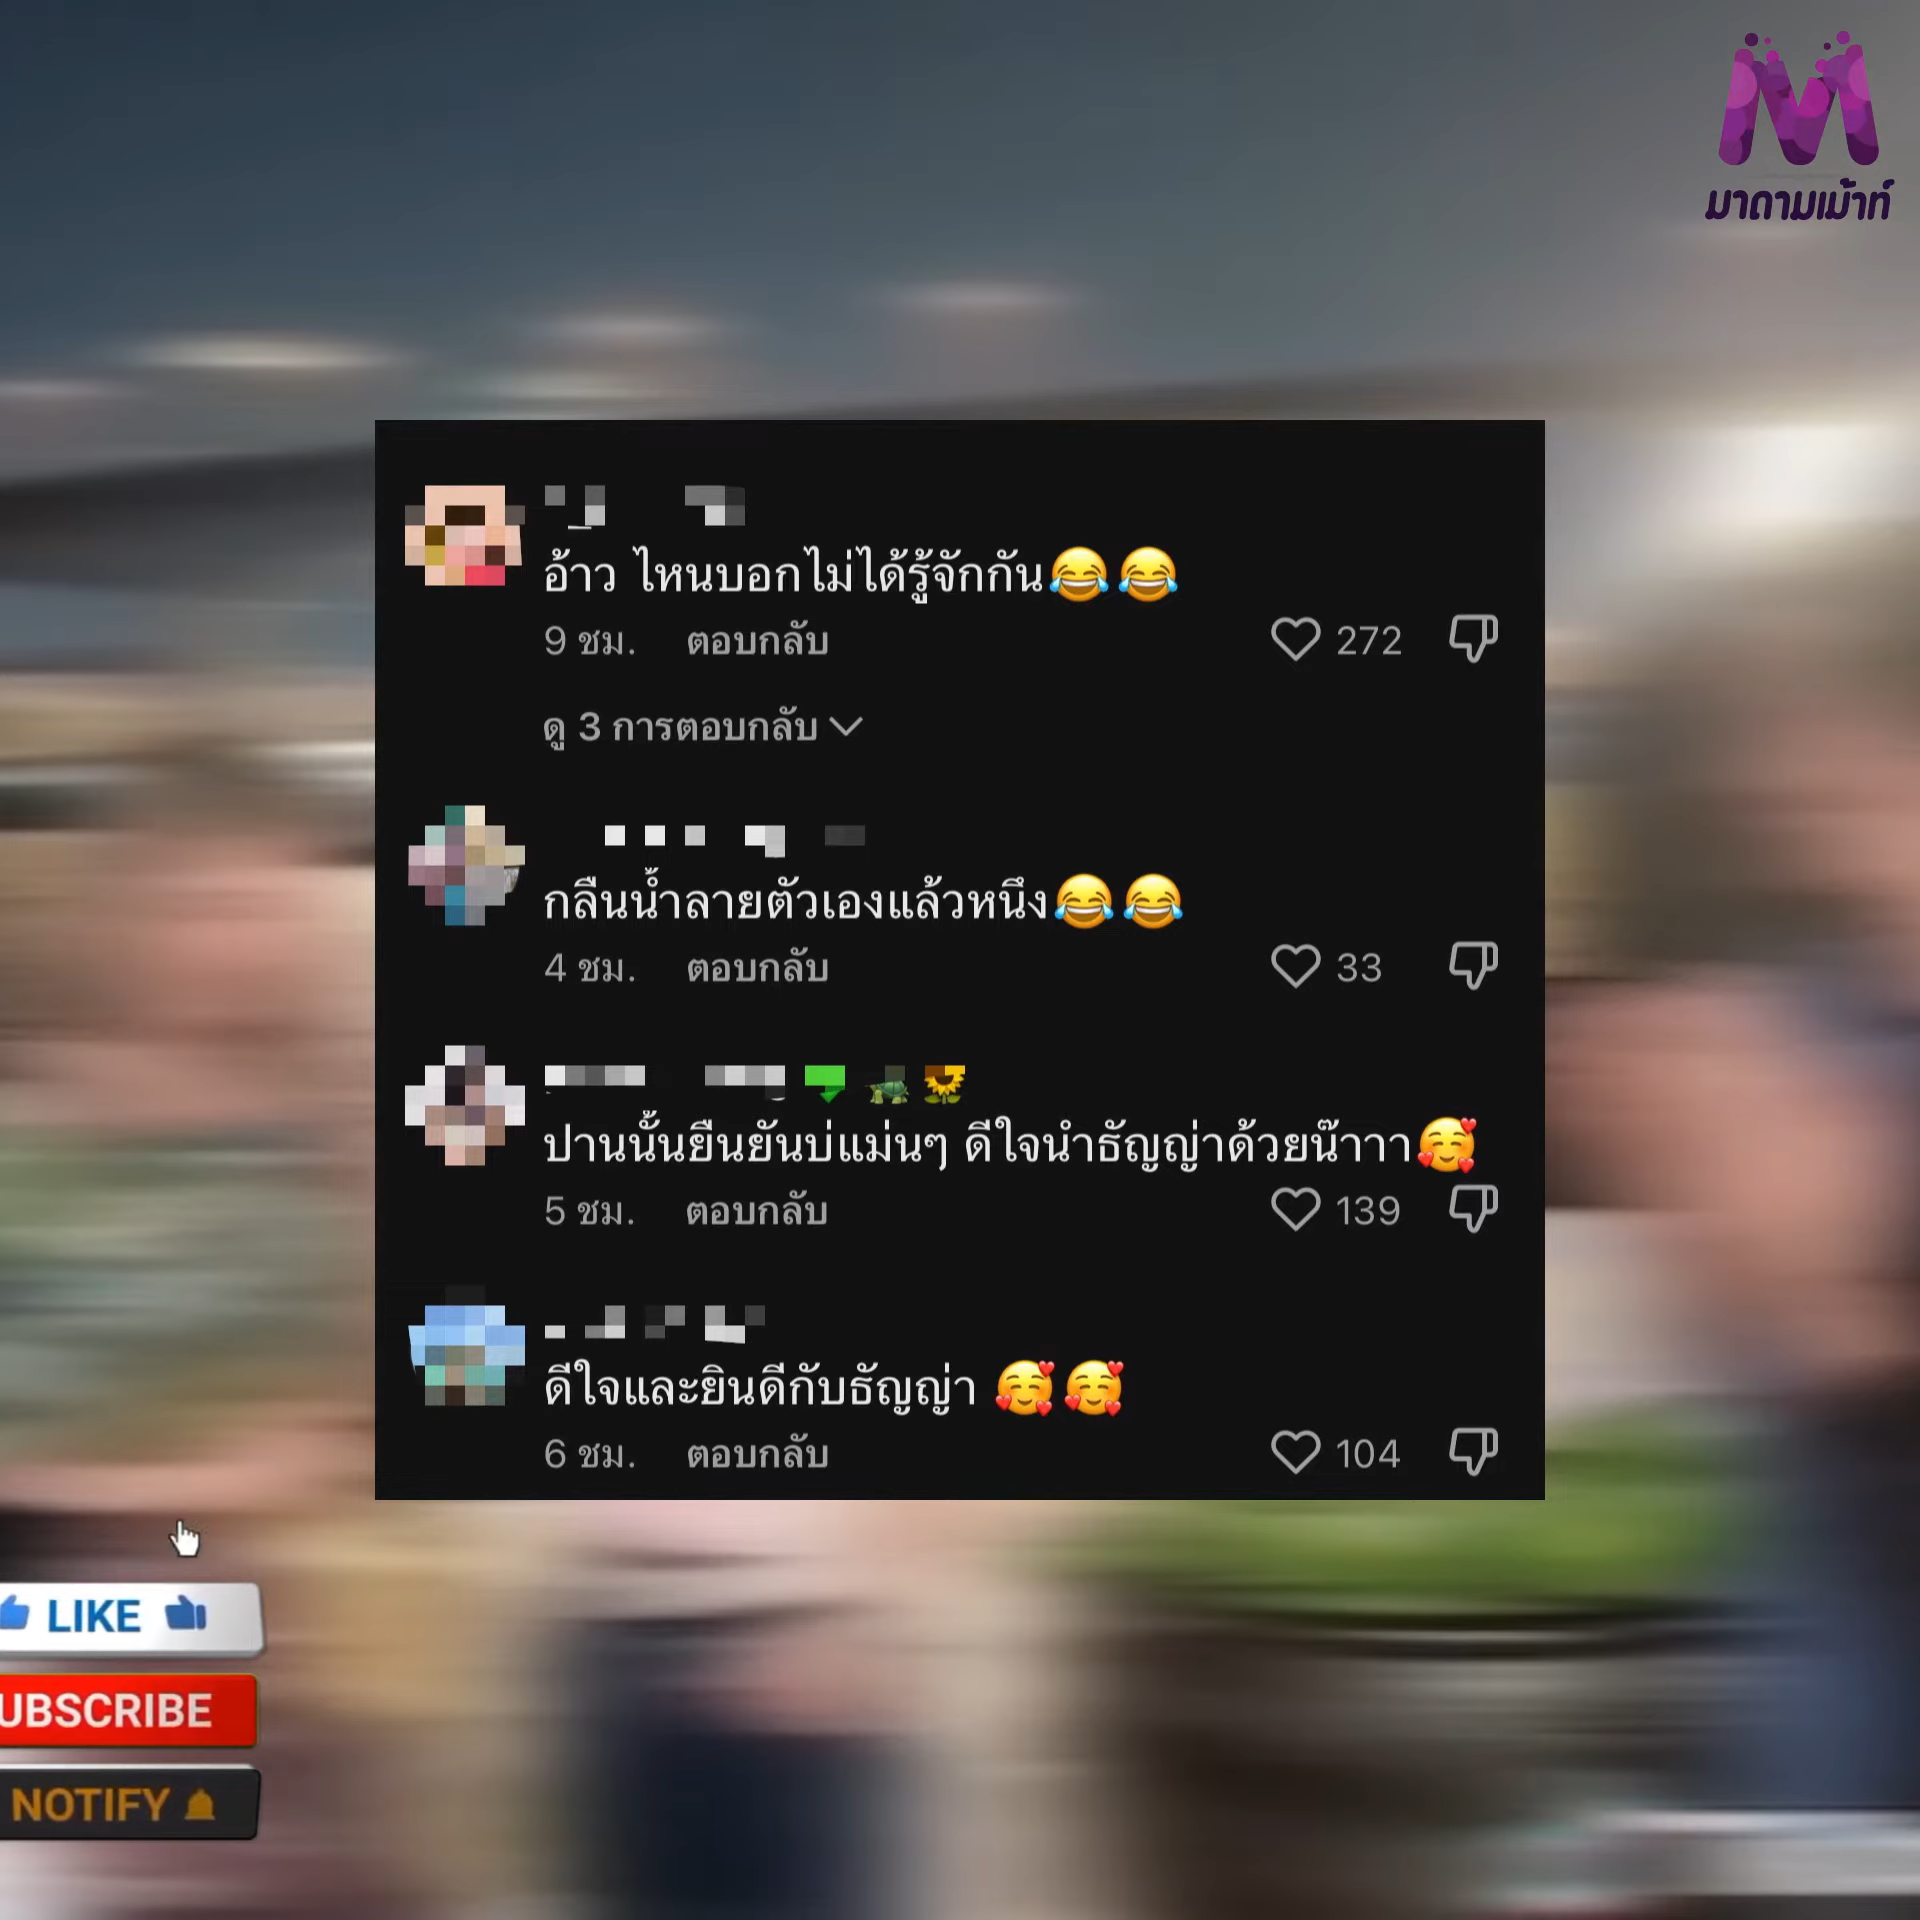 มาดามเม้าท์
อ้าว ไหนบอกไม่ได้รู้จักกัน😂😂
9 ชม. ตอบกลับ 272
ดู 3 การตอบกลับ
กลืนน้ำลายตัวเองแล้วหนึ่ง😂😂
4 ชม. ตอบกลับ 33
ปานนั้นยืนยันบ่แม่นๆ ดีใจนำธัญญ่าด้วยน๊าาา🥰
5 ชม. ตอบกลับ 139
ดีใจและยินดีกับธัญญ่า 🥰🥰
6 ชม. ตอบกลับ 104
LIKE
UBSCRIBE
NOTIFY